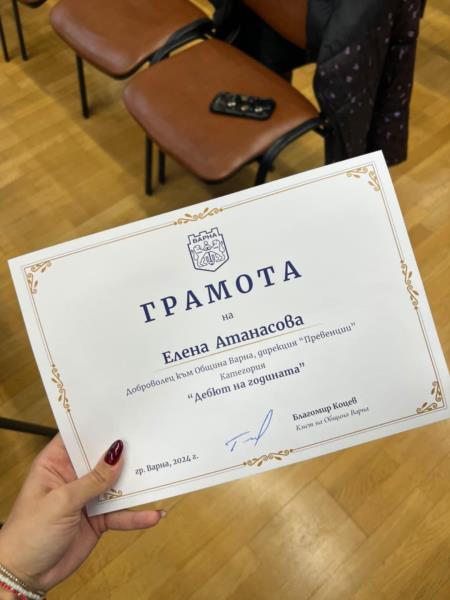 ВАРНА
ГРАМОТА
на
Елена Атанасова
Доброволец към Община Варна, дирекция "Превенции"
Категория
"Дебют на годината"
Благомир Коцев
Кмет на Община Варна
гр. Варна, 2024 г.